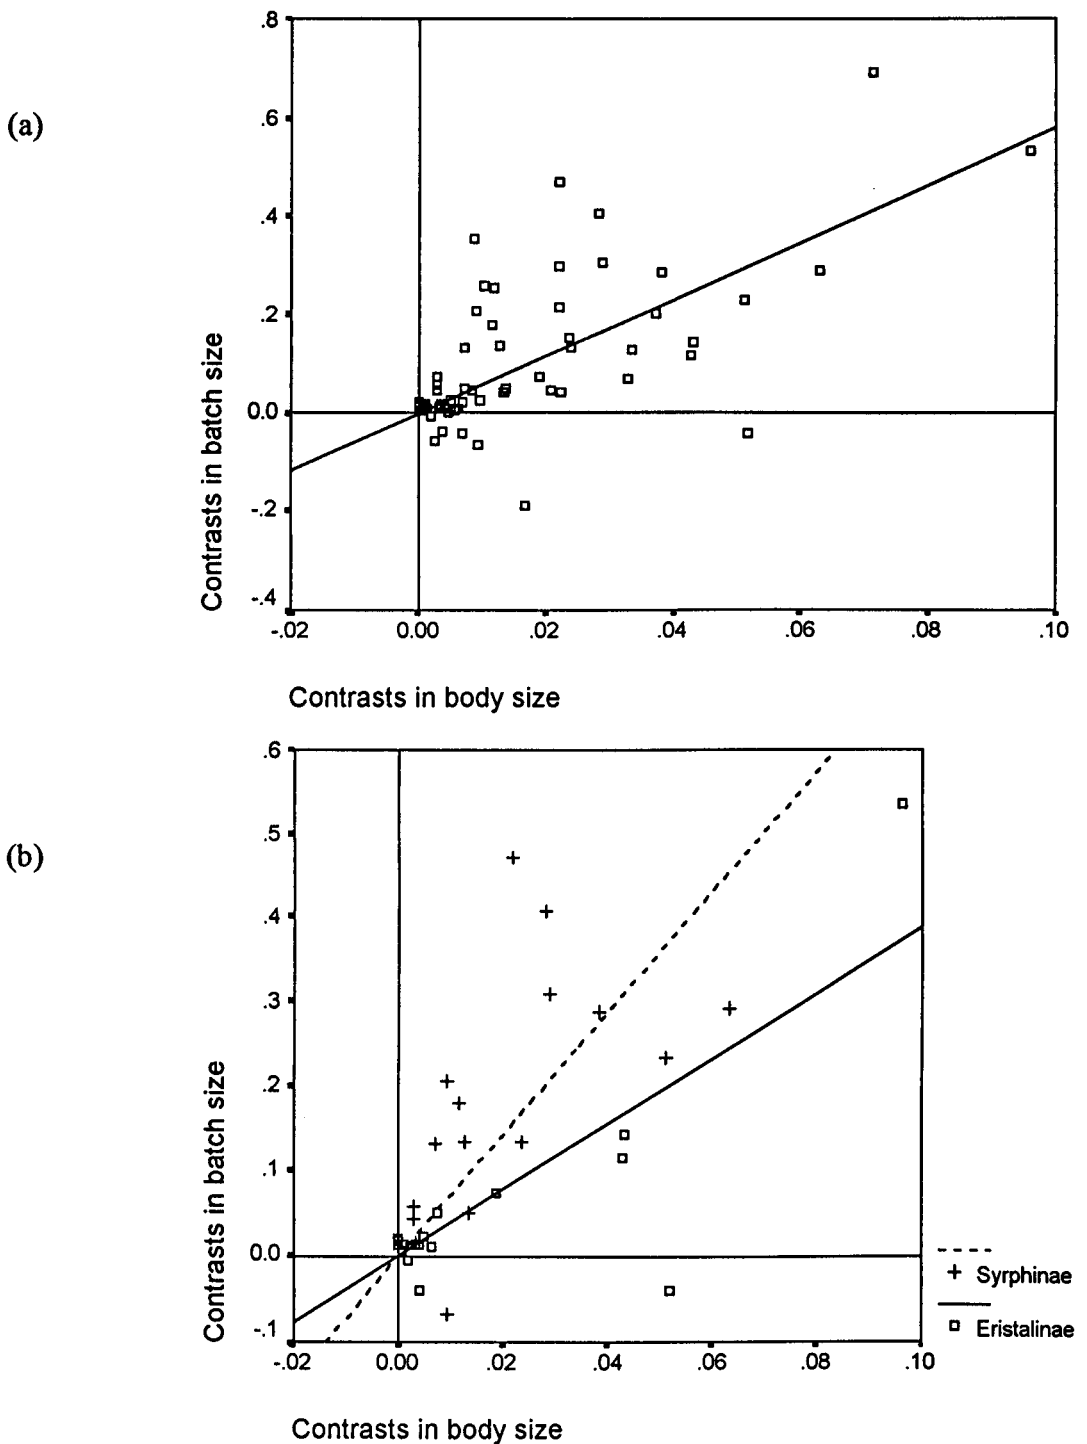 (a)
Contrasts in batch size
.8
.6
.4
.2
0.0
-.2
-.4
-.02 0.00 .02 .04 .06 .08 .10
Contrasts in body size
(b)
Contrasts in batch size
.6
.5
.4
.3
.2
.1
0.0
-.1
-.02 0.00 .02 .04 .06 .08 .10
Contrasts in body size
Syrphinae
Eristalinae